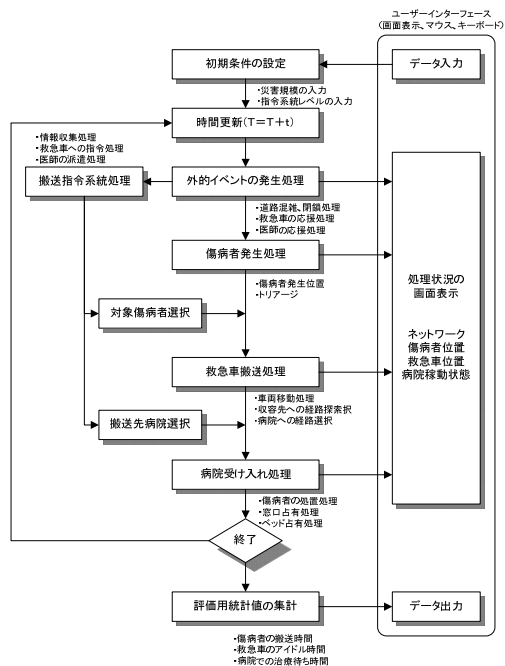 ユーザーインターフェース
(画面表示、マウス、キーボード)
初期条件の設定
データ入力
・災害規模の入力
・指令系統レベルの入力
時間更新(T=T+t)
・情報収集処理
・救急車への指令処理
・医師の派遣処理
搬送指令系統処理
外的イベントの発生処理
・道路混雑、閉鎖処理
・救急車の応援処理
・医師の応援処理
傷病者発生処理
・傷病者発生位置
・トリアージ
処理状況の
画面表示
ネットワーク
傷病者位置
救急車位置
病院稼動状態
対象傷病者選択
救急車搬送処理
・車両移動処理
・収容先への経路探索択
・病院への経路選択
搬送先病院選択
病院受け入れ処理
・傷病者の処置処理
・窓口占有処理
・ベッド占有処理
終了
評価用統計値の集計
データ出力
・傷病者の搬送時間
・救急車のアイドル時間
・病院での治療待ち時間